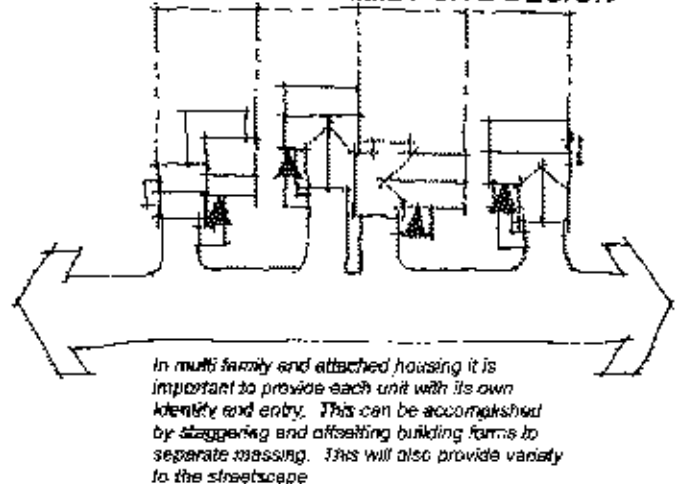 In multi family and attached housing it is
important to provide each unit with its own
identity and entry. This can be accomplished
by staggering and offsetting building forms to
separate massing. This will also provide variety
to the streetscape